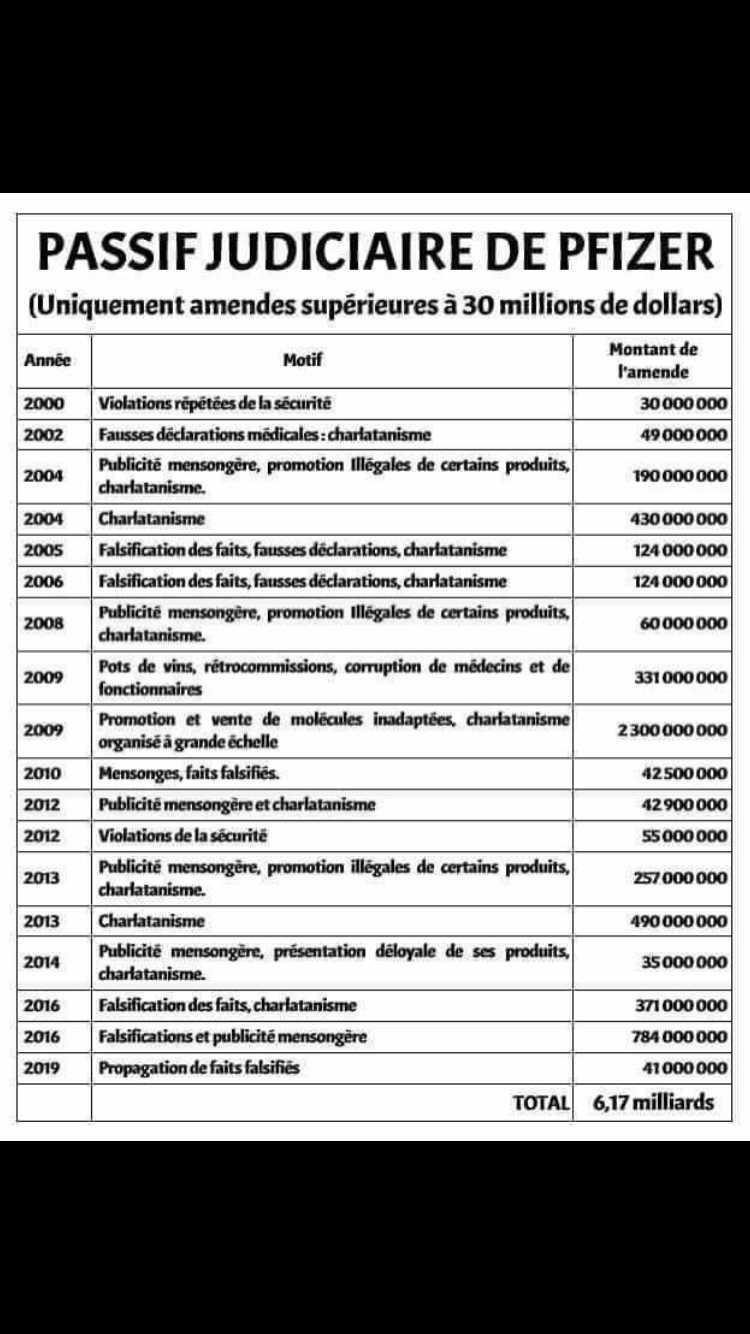 PASSIF JUDICIAIRE DE PFIZER
(Uniquement amendes supérieures à 30 millions de dollars)
Année Motif Montant de l'amende
2000 Violations répétées de la sécurité 30 000 000
2002 Fausses déclarations médicales : charlatanisme 49 000 000
2004 Publicité mensongère, promotion Illégales de certains produits, charlatanisme. 190 000 000
2004 Charlatanisme 430 000 000
2005 Falsification des faits, fausses déclarations, charlatanisme 124 000 000
2006 Falsification des faits, fausses déclarations, charlatanisme 124 000 000
2008 Publicité mensongère, promotion Illégales de certains produits, charlatanisme. 60 000 000
2009 Pots de vins, rétrocommissions, corruption de médecins et de fonctionnaires 331 000 000
2009 Promotion et vente de molécules inadaptées, charlatanisme organisé à grande échelle 2 300 000 000
2010 Mensonges, faits falsifiés. 42 500 000
2012 Publicité mensongère et charlatanisme 42 900 000
2012 Violations de la sécurité 55 000 000
2013 Publicité mensongère, promotion illégales de certains produits, charlatanisme. 257 000 000
2013 Charlatanisme 490 000 000
2014 Publicité mensongère, présentation déloyale de ses produits, charlatanisme. 35 000 000
2016 Falsification des faits, charlatanisme 371 000 000
2016 Falsifications et publicité mensongère 784 000 000
2019 Propagation de faits falsifiés 41 000 000
TOTAL 6,17 milliards